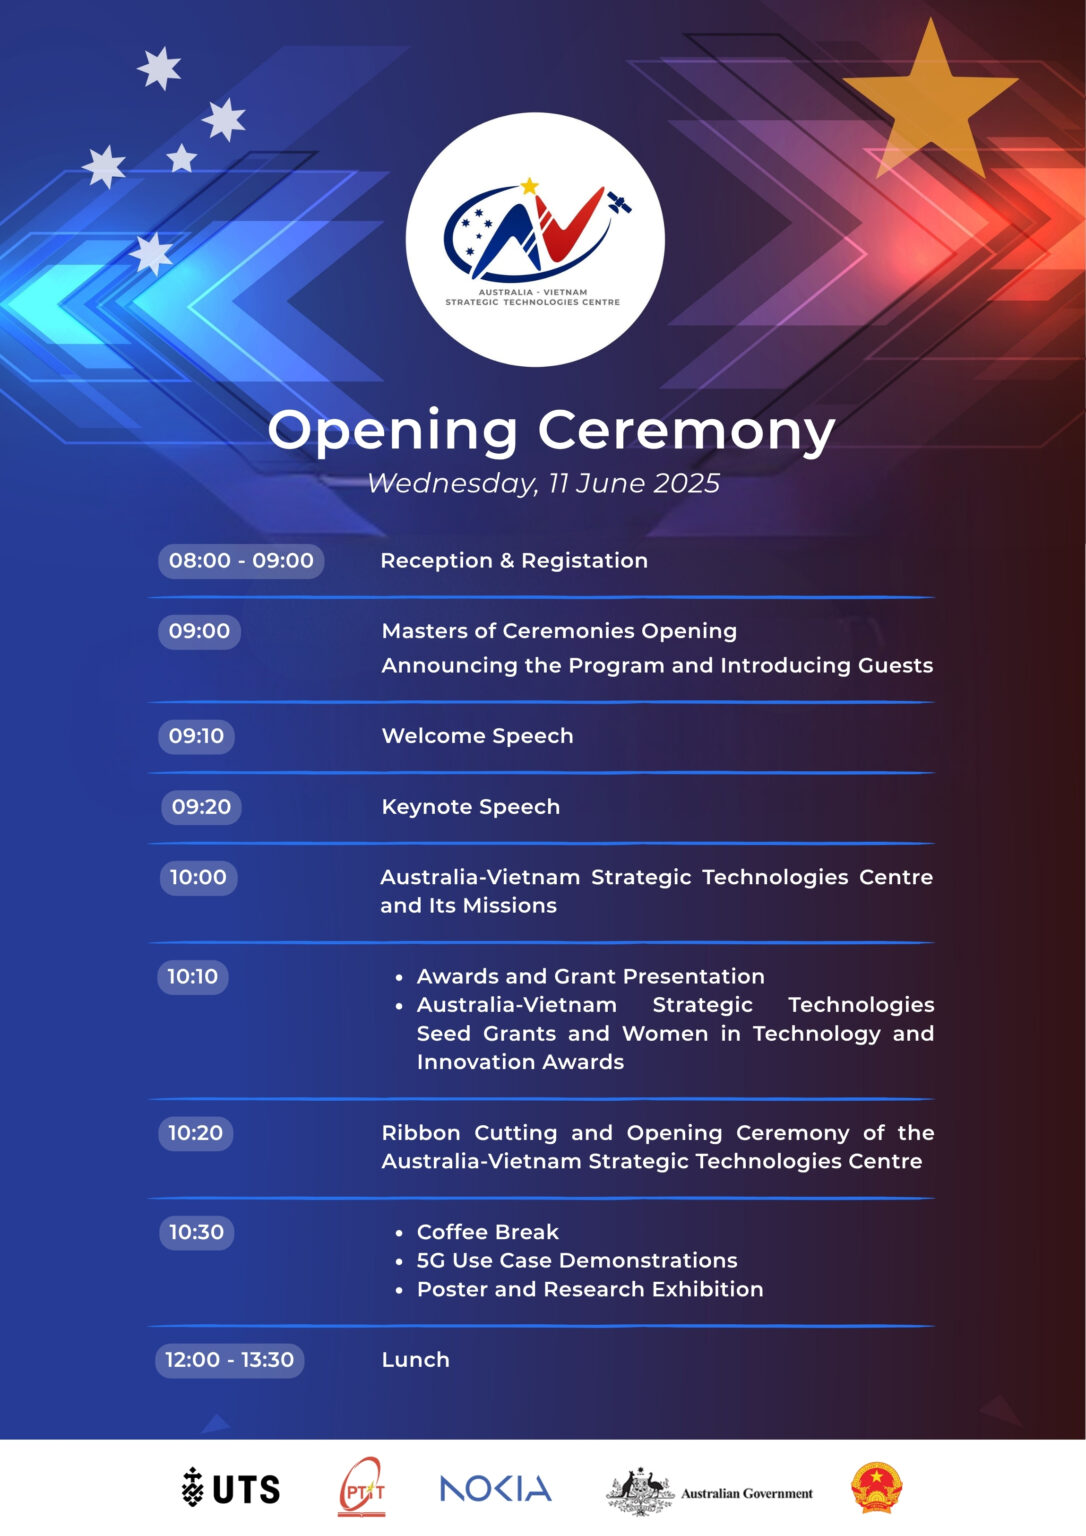 AUSTRALIA - VIETNAM
STRATEGIC TECHNOLOGIES CENTRE
Opening Ceremony
Wednesday, 11 June 2025
08:00 - 09:00
Reception & Registation
09:00
Masters of Ceremonies Opening
Announcing the Program and Introducing Guests
09:10
Welcome Speech
09:20
Keynote Speech
10:00
Australia-Vietnam Strategic Technologies Centre
and Its Missions
10:10
• Awards and Grant Presentation
• Australia-Vietnam Strategic Technologies
Seed Grants and Women in Technology and
Innovation Awards
10:20
Ribbon Cutting and Opening Ceremony of the
Australia-Vietnam Strategic Technologies Centre
10:30
• Coffee Break
• 5G Use Case Demonstrations
• Poster and Research Exhibition
12:00 - 13:30
Lunch
UTS
PTIT
NOKIA
Australian Government